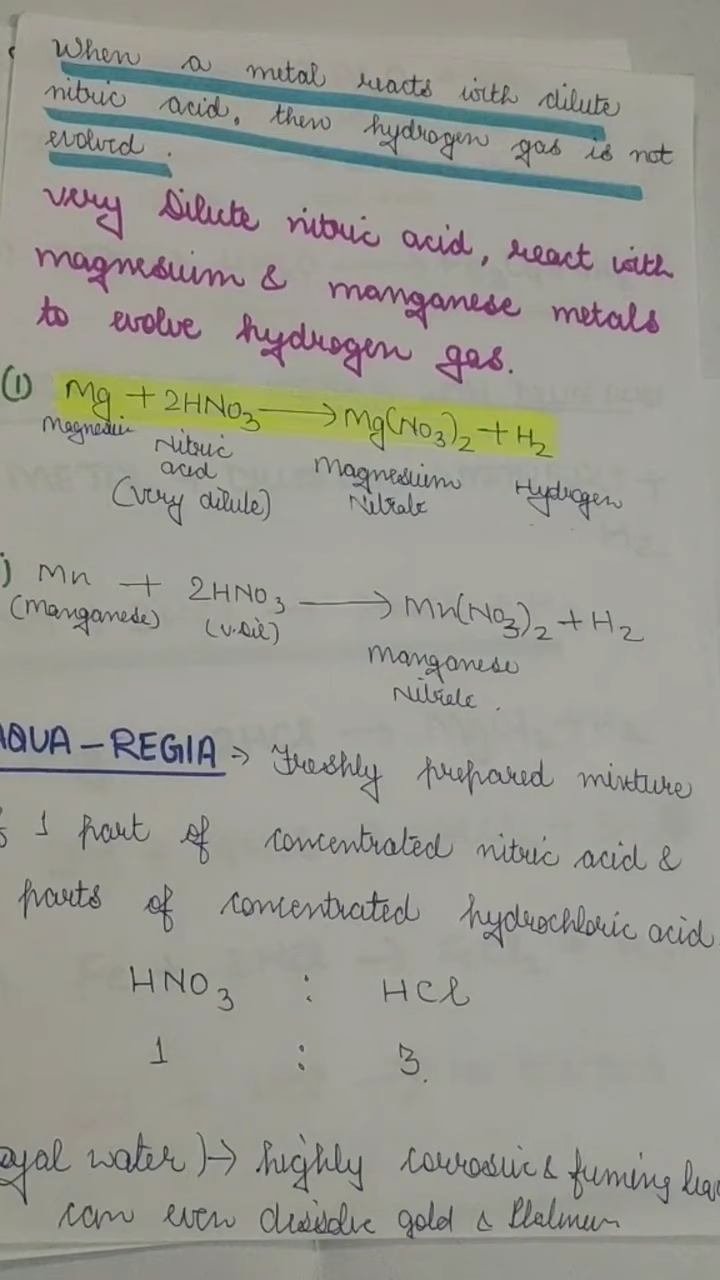 When a metal reacts with dilute
nitric acid, then hydrogen gas is not
evolved.
very Dilute nitric acid, react with
magnesium & manganese metals
to evolve hydrogen gas.
(1) Mg + 2HNO₃ → Mg(NO₃)₂ + H₂
Nitric
acid
Magnesium
Hydrogen
(very dilute)
) Mn + 2HNO₃ → Mn(NO₃)₂ + H₂
(manganese) (v.dil)
manganese
AQUA-REGIA ⇒ Freshly prepared mixture
1 part of concentrated nitric acid &
parts of concentrated hydrochloric acid
HNO₃ : HCl
1 : 3.
oyal water) → highly corrosive & fuming
can even dissolve gold & Platinum